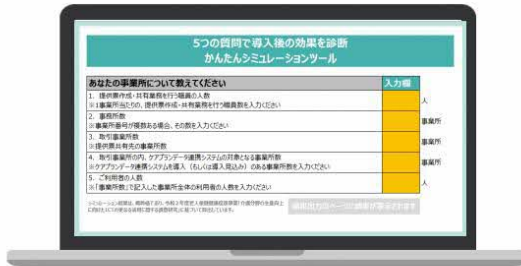 5つの質問で導入後の効果を診断
かんたんシミュレーションツール
あなたの事業所について教えてください 入力欄
1. 提供票作成・共有業務を行う職員の人数
※1事業所当たりの、提供票作成・共有業務を行う職員数を入力ください 人
2. 事務所数
※事業所番号が複数ある場合、その数を入力ください 事業所
3. 取引事業所数
※提供票共有先の事業所数 事業所
4. 取引事業所の内、ケアプランデータ連携システムの対象となる事業所数
※ケアプランデータ連携システムを導入(もしくは導入見込み)のある事業所数を入力ください 事業所
5. ご利用者の人数
※「事業所数」で記入した事業所全体の利用者の人数を入力ください 人